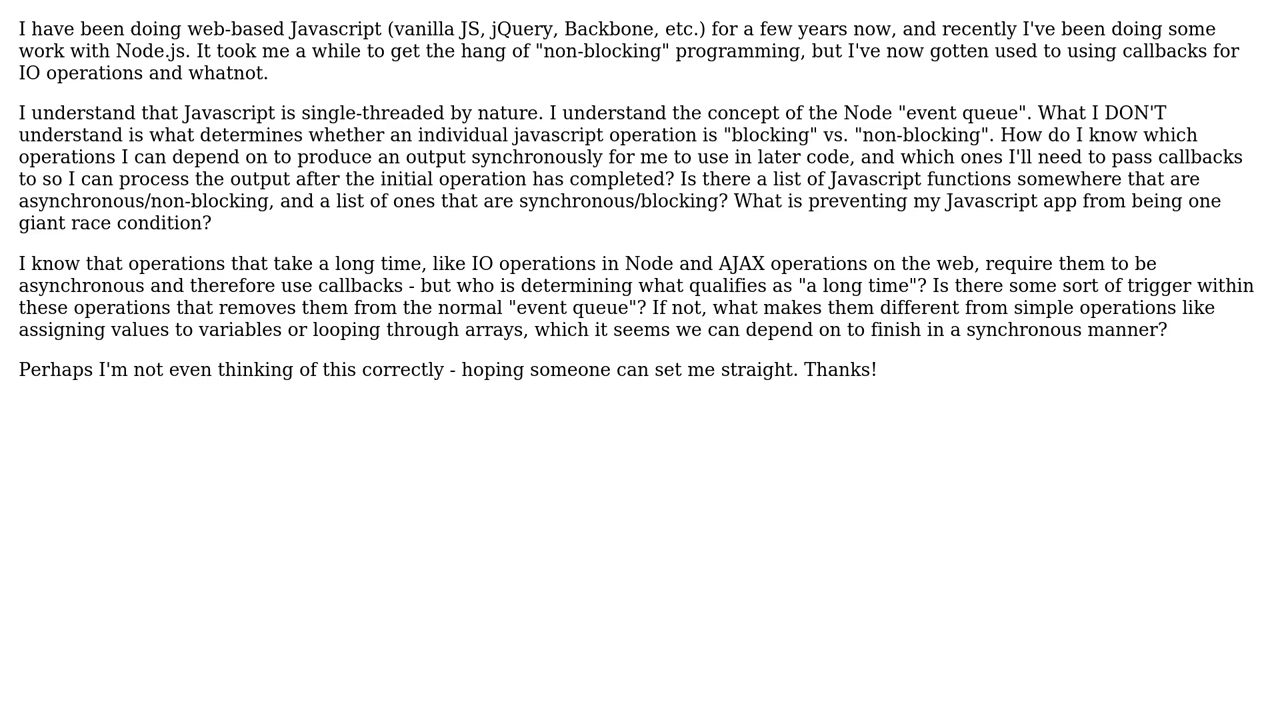 I have been doing web-based Javascript (vanilla JS, jQuery, Backbone, etc.) for a few years now, and recently I've been doing some
work with Node.js. It took me a while to get the hang of "non-blocking" programming, but I've now gotten used to using callbacks for
IO operations and whatnot.
I understand that Javascript is single-threaded by nature. I understand the concept of the Node "event queue". What I DON'T
understand is what determines whether an individual javascript operation is "blocking" vs. "non-blocking". How do I know which
operations I can depend on to produce an output synchronously for me to use in later code, and which ones I'll need to pass callbacks
to so I can process the output after the initial operation has completed? Is there a list of Javascript functions somewhere that are
asynchronous/non-blocking, and a list of ones that are synchronous/blocking? What is preventing my Javascript app from being one
giant race condition?
I know that operations that take a long time, like IO operations in Node and AJAX operations on the web, require them to be
asynchronous and therefore use callbacks - but who is determining what qualifies as "a long time"? Is there some sort of trigger within
these operations that removes them from the normal "event queue"? If not, what makes them different from simple operations like
assigning values to variables or looping through arrays, which it seems we can depend on to finish in a synchronous manner?
Perhaps I'm not even thinking of this correctly - hoping someone can set me straight. Thanks!